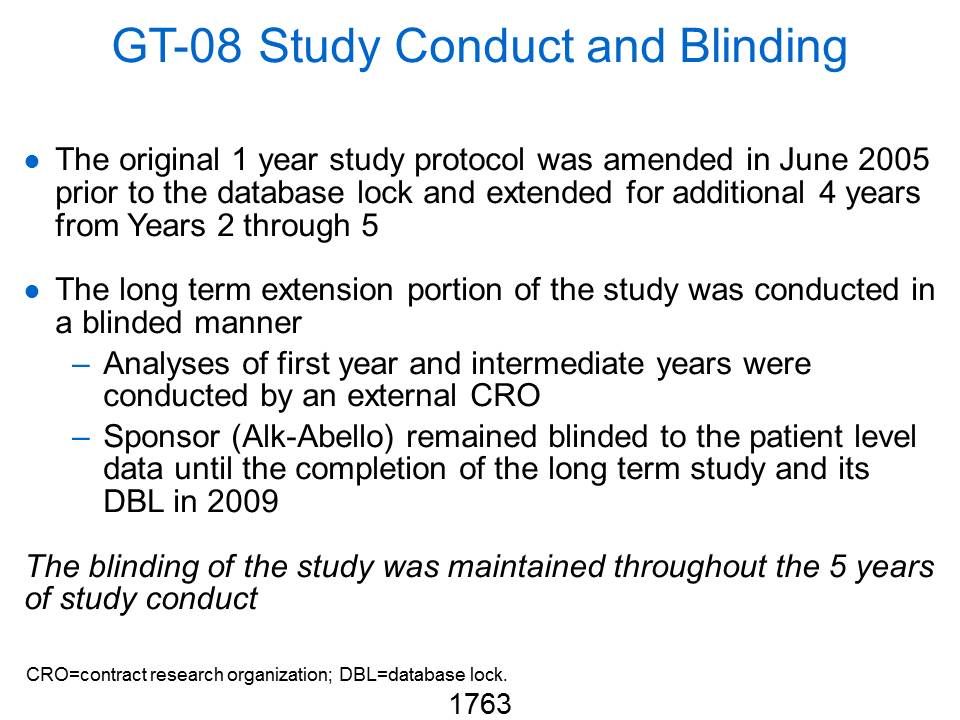 GT-08 Study Conduct and Blinding
● The original 1 year study protocol was amended in June 2005
prior to the database lock and extended for additional 4 years
from Years 2 through 5
● The long term extension portion of the study was conducted in
a blinded manner
– Analyses of first year and intermediate years were
conducted by an external CRO
– Sponsor (Alk-Abello) remained blinded to the patient level
data until the completion of the long term study and its
DBL in 2009
The blinding of the study was maintained throughout the 5 years
of study conduct
CRO=contract research organization; DBL=database lock.
1763